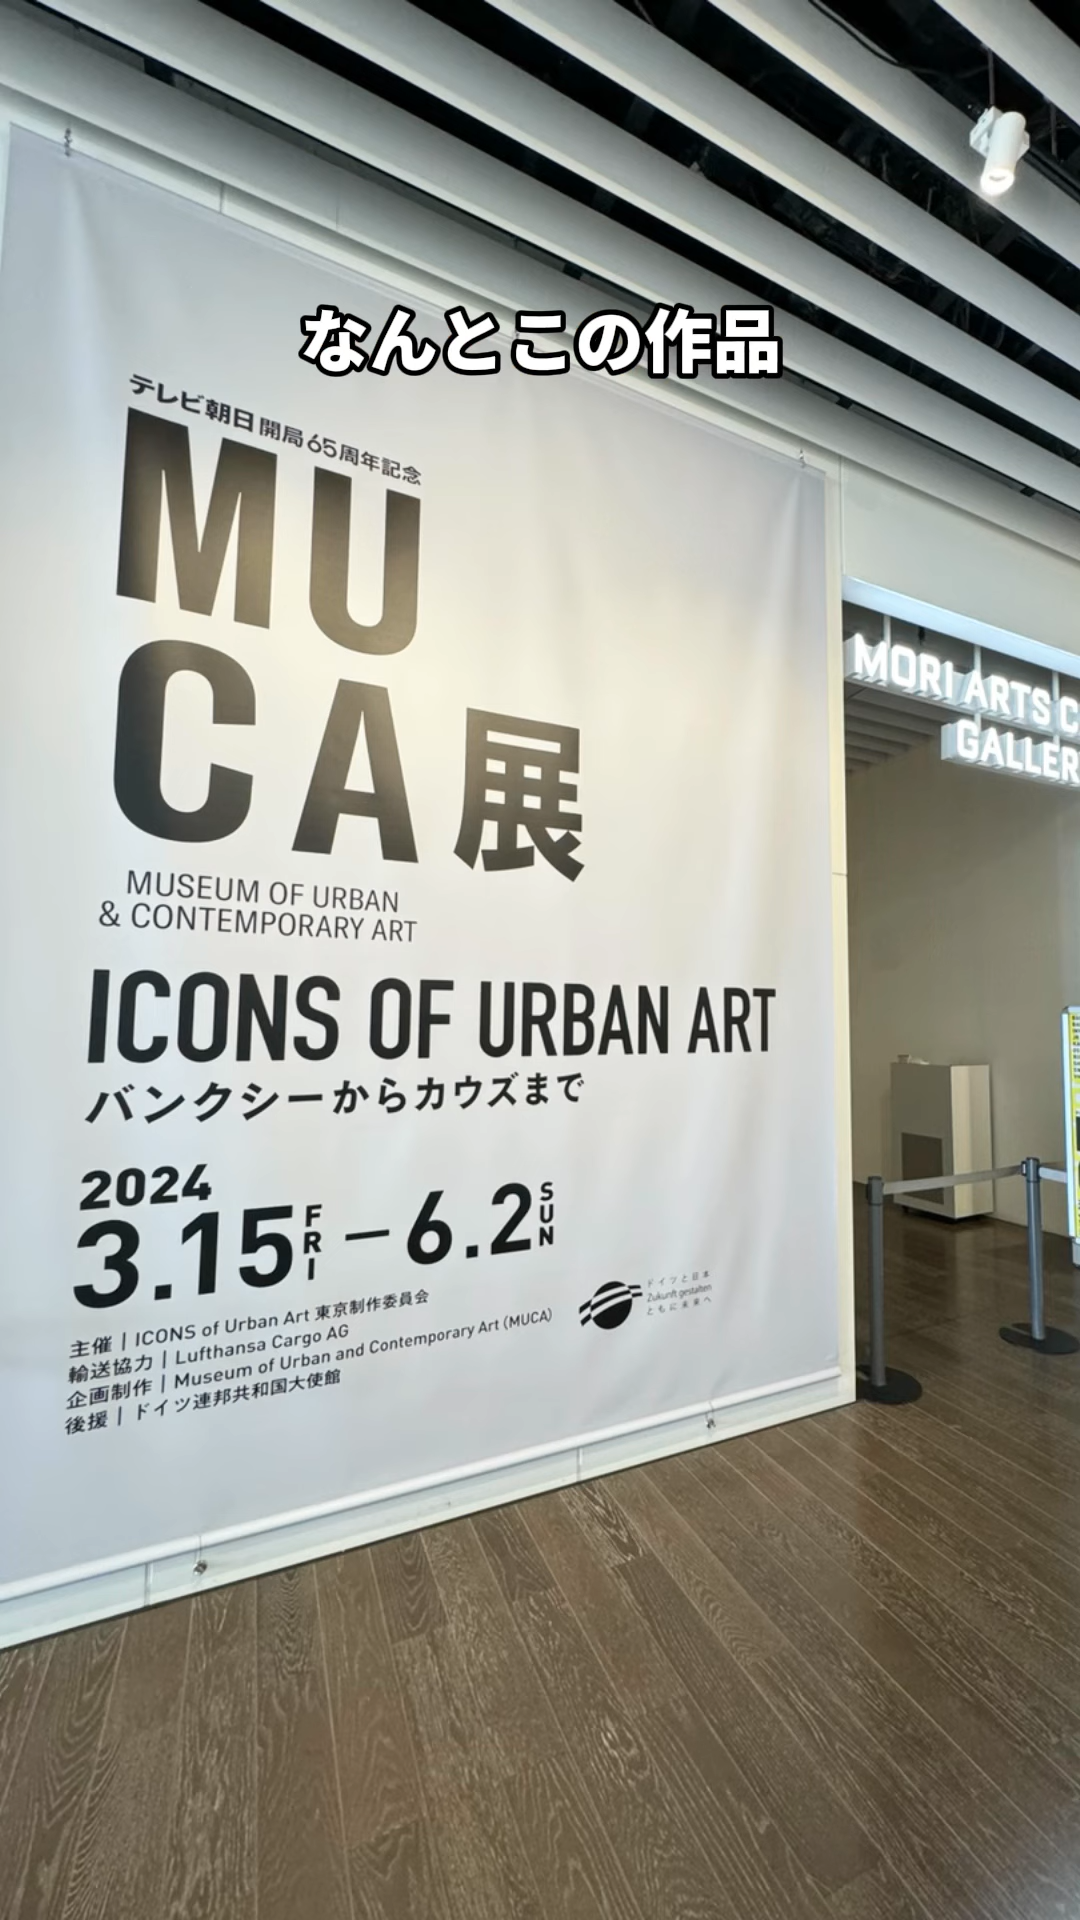 なんとこの作品
テレビ朝日開局65周年記念
MU
CA展
MUSEUM OF URBAN
& CONTEMPORARY ART
ICONS OF URBAN ART
バンクシーからカウズまで
2024
3.15 FRI – 6.2 SUN
主催 | ICONS of Urban Art 東京制作委員会
輸送協力 | Lufthansa Cargo AG
企画制作 | Museum of Urban and Contemporary Art (MUCA)
後援 | ドイツ連邦共和国大使館
ドイツと日本
Zukunft gestalten
ともに未来へ
MORI ARTS C
GALLER